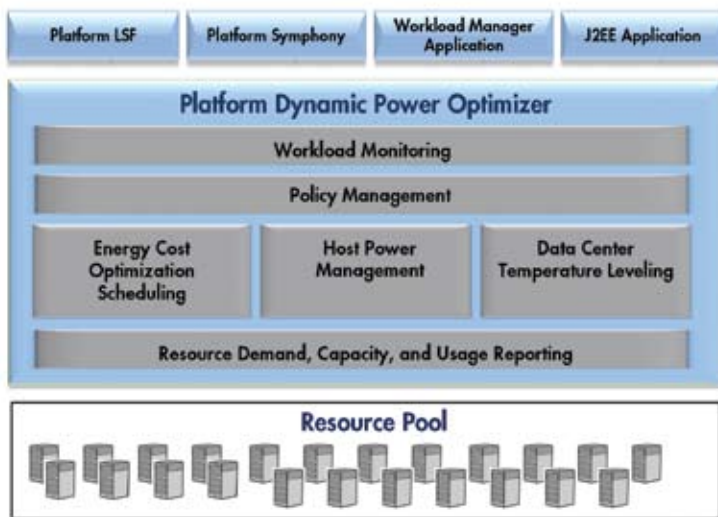 Platform LSF
Platform Symphony
Workload Manager
Application
J2EE Application
Platform Dynamic Power Optimizer
Workload Monitoring
Policy Management
Energy Cost
Optimization
Scheduling
Host Power
Management
Data Center
Temperature Leveling
Resource Demand, Capacity, and Usage Reporting
Resource Pool